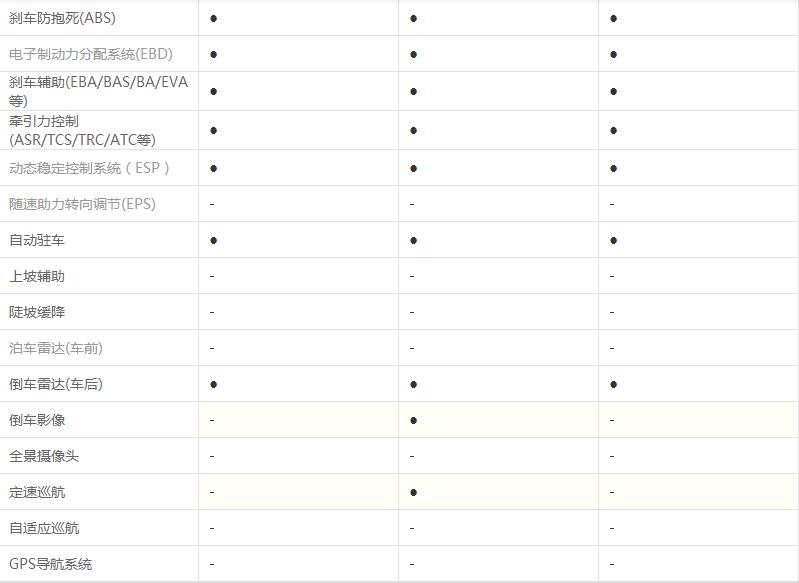 刹车防抱死(ABS) ● ● ●
电子制动力分配系统(EBD) ● ● ●
刹车辅助(EBA/BAS/BA/EVA
等) ● ● ●
牵引力控制
(ASR/TCS/TRC/ATC等) ● ● ●
动态稳定控制系统（ESP） ● ● ●
随速助力转向调节(EPS) - - -
自动驻车 ● ● ●
上坡辅助 - - -
陡坡缓降 - - -
泊车雷达(车前) - - -
倒车雷达(车后) ● ● ●
倒车影像 - ● -
全景摄像头 - - -
定速巡航 - ● -
自适应巡航 - - -
GPS导航系统 - - -